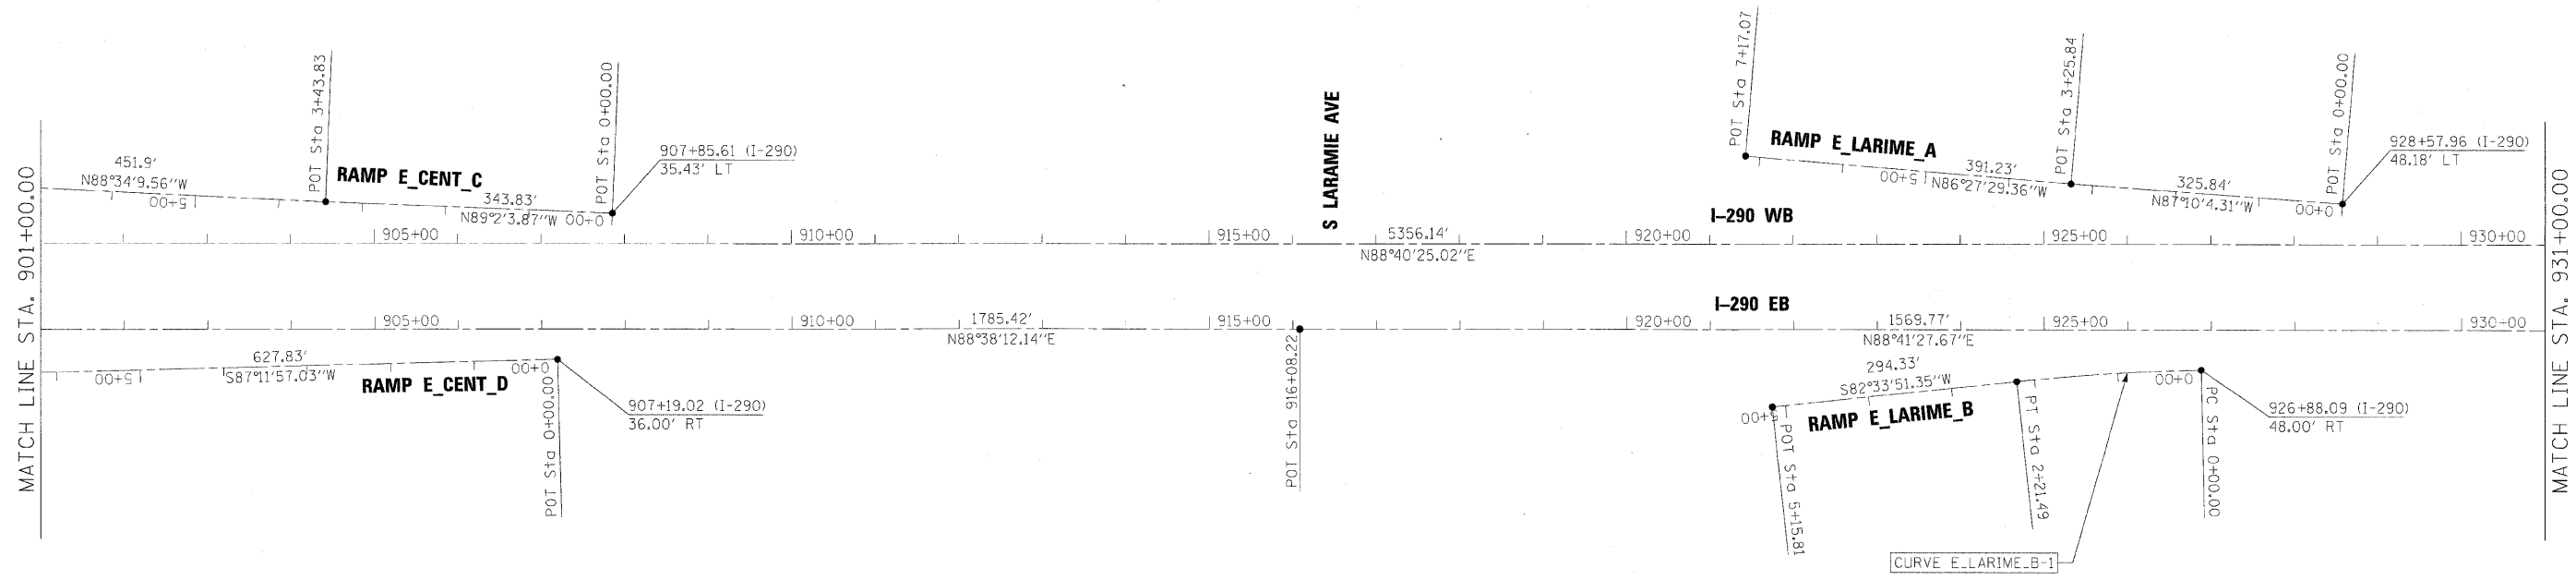 MATCH LINE STA. 901+00.00
451.9'
N88°34'9.56"W
5+00
POT Sta 3+43.83
RAMP E_CENT_C
343.83'
N89°2'3.87"W
0+00
POT Sta 0+00.00
907+85.61 (I-290)
35.43' LT
S LARAMIE AVE
POT Sta 7+17.07
RAMP E_LARIME_A
5+00
391.23'
N86°27'29.36"W
POT Sta 3+25.84
325.84'
N87°10'4.31"W
0+00
POT Sta 0+00.00
928+57.96 (I-290)
48.18' LT
I-290 WB
905+00
910+00
915+00
5356.14'
N88°40'25.02"E
920+00
925+00
930+00
I-290 EB
905+00
910+00
1785.42'
N88°38'12.14"E
915+00
POT Sta 916+08.22
920+00
1569.77'
N88°41'27.67"E
925+00
930+00
627.83'
S87°11'57.03"W
5+00
RAMP E_CENT_D
0+00
POT Sta 0+00.00
907+19.02 (I-290)
36.00' RT
294.33'
S82°33'51.35"W
5+00
RAMP E_LARIME_B
POT Sta 5+15.81
PT Sta 2+21.49
0+00
PC Sta 0+00.00
926+88.09 (I-290)
48.00' RT
CURVE E_LARIME_B-1
MATCH LINE STA. 931+00.00